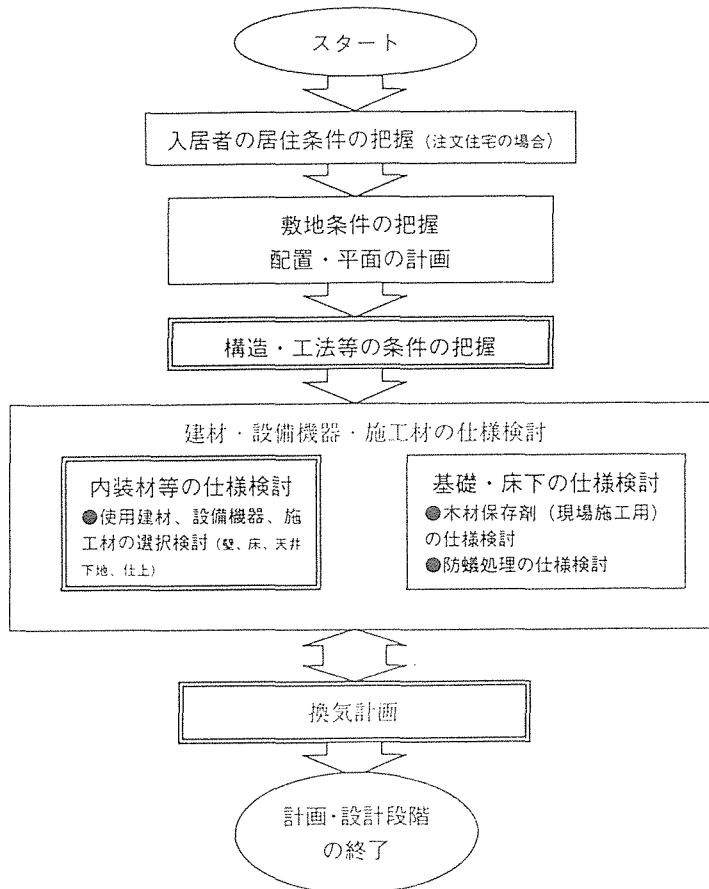 スタート
入居者の居住条件の把握（注文住宅の場合）
敷地条件の把握
配置・平面の計画
構造・工法等の条件の把握
建材・設備機器・施工材の仕様検討
内装材等の仕様検討
●使用建材、設備機器、施
工材の選択検討（壁、床、天井
下地、仕上）
基礎・床下の仕様検討
●木材保存剤（現場施工用）
の仕様検討
●防蟻処理の仕様検討
換気計画
計画・設計段階
の終了